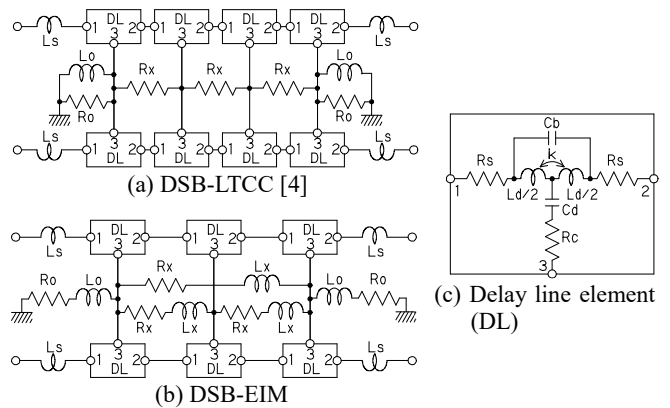 DL DL DL DL
1 2 1 2 1 2 1 2
Ls 3 3 3 3 Ls
Lo Rx Rx Rx Lo
Ro Ro
3 3 3 3
1 2 1 2 1 2 1 2
Ls DL DL DL DL Ls
(a) DSB-LTCC [4]
DL DL DL
1 2 1 2 1 2
Ls 3 3 3 Ls
Ro Lo Rx Lx Lo Ro
Rx Lx Rx Lx
Ls 3 3 3 Ls
1 2 1 2 1 2
DL DL DL
(b) DSB-EIM
Cb
Rs k Rs
1 Ld/2 Ld/2 2
Cd
Rc
3
(c) Delay line element
(DL)